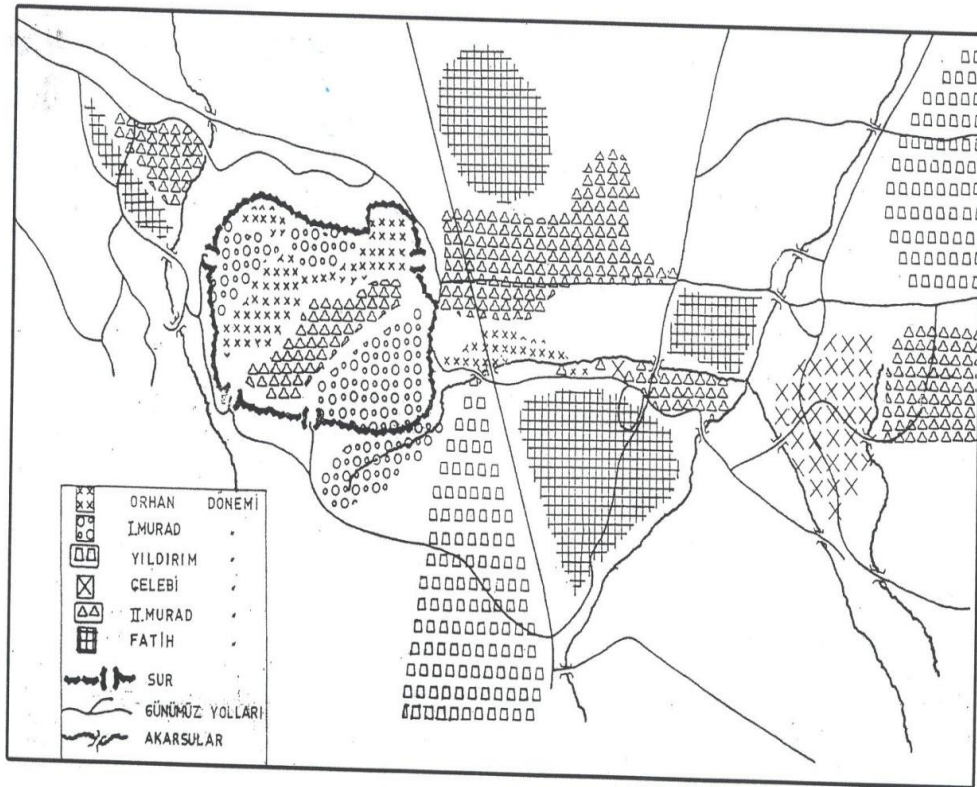 ORHAN DÖNEMİ
I.MURAD "
YILDIRIM "
ÇELEBİ "
II.MURAD "
FATİH "
SUR
GÜNÜMÜZ YOLLARI
AKARSULAR